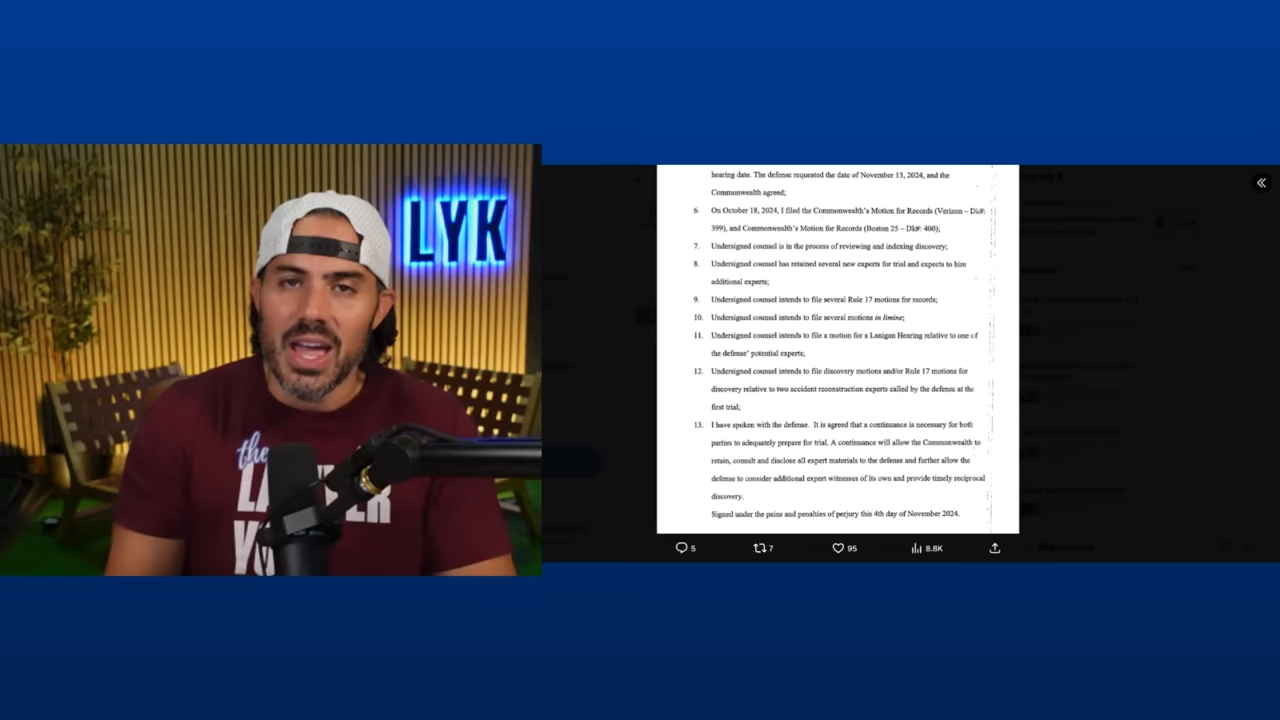 LYK
the
LA ER
YO
hearing date. The defense requested the date of November 13, 2024, and the
Commonwealth agreed;
6. On October 18, 2024, I filed the Commonwealth's Motion for Records (Verizon – Dk#:
399), and Commonwealth's Motion for Records (Boston 25 – Dk#: 400);
7. Undersigned counsel is in the process of reviewing and indexing discovery;
8. Undersigned counsel has retained several new experts for trial and expects to hire
additional experts;
9. Undersigned counsel intends to file several Rule 17 motions for records;
10. Undersigned counsel intends to file several motions in limine;
11. Undersigned counsel intends to file a motion for a Lanigan Hearing relative to one of
the defense' potential experts;
12. Undersigned counsel intends to file discovery motions and/or Rule 17 motions for
discovery relative to two accident reconstruction experts called by the defense at the
first trial;
13. I have spoken with the defense. It is agreed that a continuance is necessary for both
parties to adequately prepare for trial. A continuance will allow the Commonwealth to
retain, consult and disclose all expert materials to the defense and further allow the
defense to consider additional expert witnesses of its own and provide timely reciprocal
discovery.
Signed under the pains and penalties of perjury this 4th day of November 2024.
5 7 95 8.8K